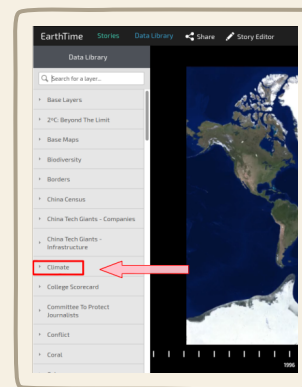 EarthTime Stories Data Library Share Story Editor
Data Library
Search for a layer...
Base Layers
2ºC: Beyond The Limit
Base Maps
Biodiversity
Borders
China Census
China Tech Giants - Companies
China Tech Giants -
Infrastructure
Climate
College Scorecard
Committee To Protect
Journalists
Conflict
Coral
1996